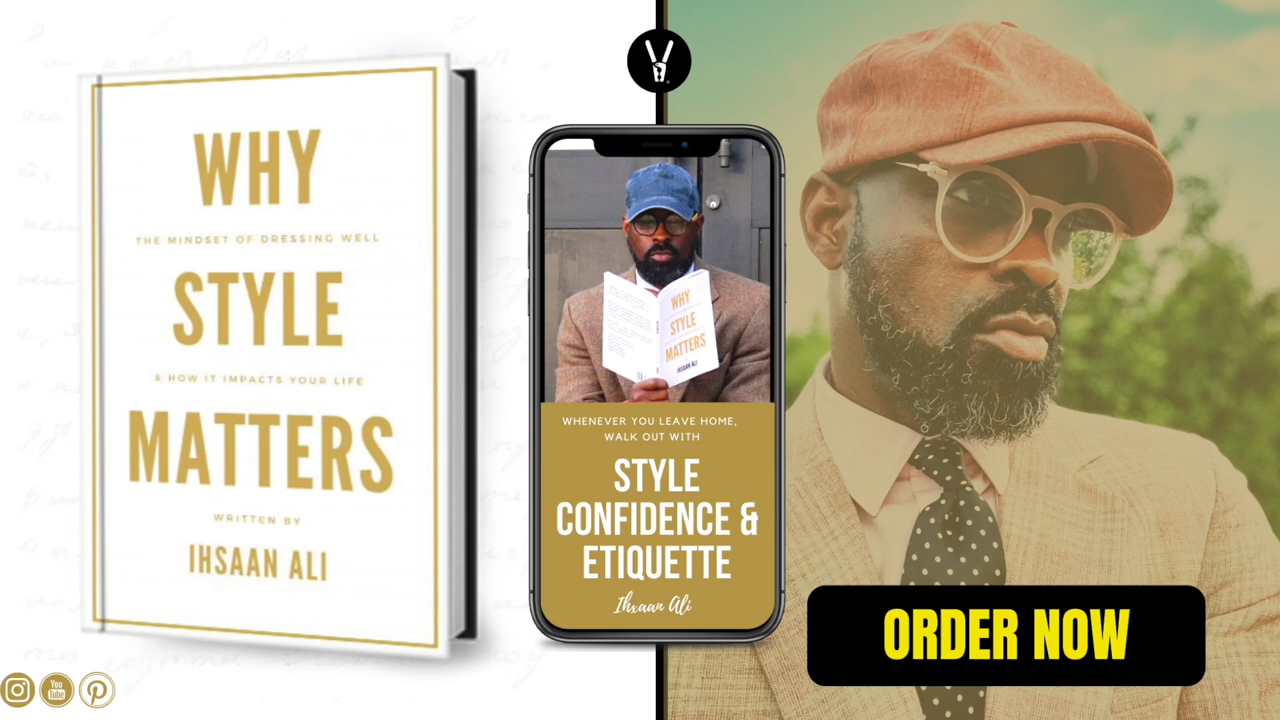 WHY
THE MINDSET OF DRESSING WELL
STYLE
& HOW IT IMPACTS YOUR LIFE
MATTERS
WRITTEN BY
IHSAAN ALI
WHY
STYLE
MATTERS
IHSAAN ALI
WHENEVER YOU LEAVE HOME,
WALK OUT WITH
STYLE
CONFIDENCE &
ETIQUETTE
Ihxaan Ali
ORDER NOW
You
Tube